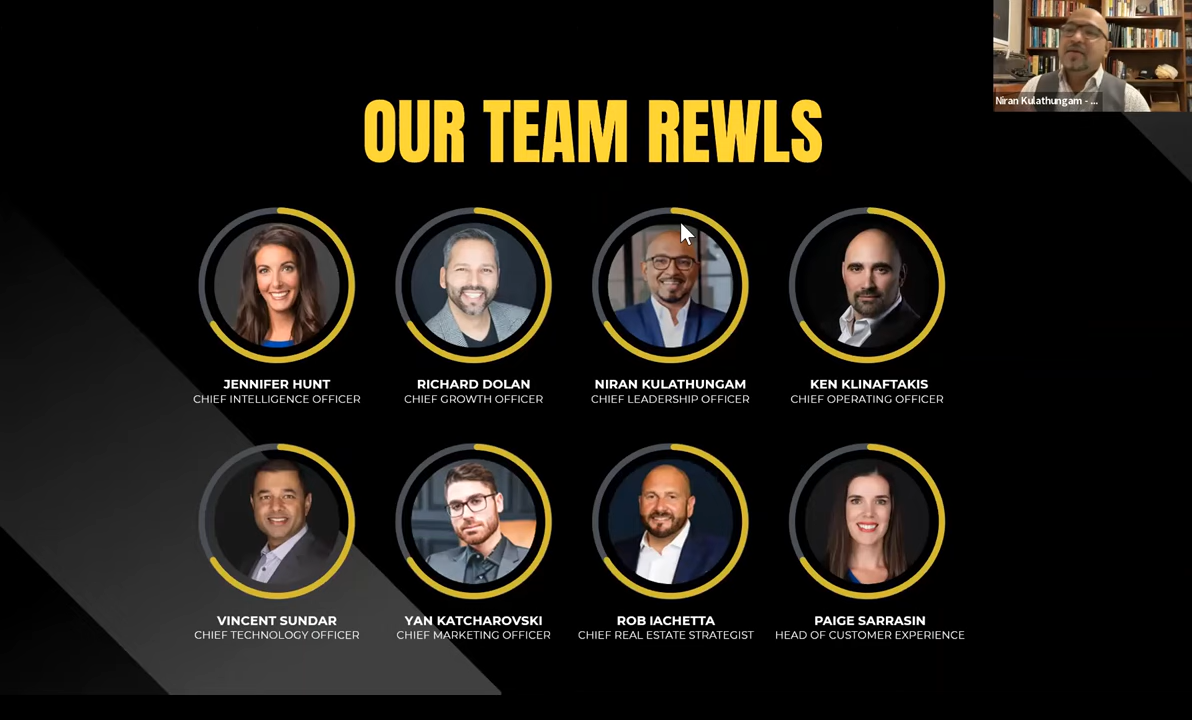 OUR TEAM REWLS
Niran Kulathungam - ...
JENNIFER HUNT
CHIEF INTELLIGENCE OFFICER
RICHARD DOLAN
CHIEF GROWTH OFFICER
NIRAN KULATHUNGAM
CHIEF LEADERSHIP OFFICER
KEN KLINAFTAKIS
CHIEF OPERATING OFFICER
VINCENT SUNDAR
CHIEF TECHNOLOGY OFFICER
YAN KATCHAROVSKI
CHIEF MARKETING OFFICER
ROB IACHETTA
CHIEF REAL ESTATE STRATEGIST
PAIGE SARRASIN
HEAD OF CUSTOMER EXPERIENCE